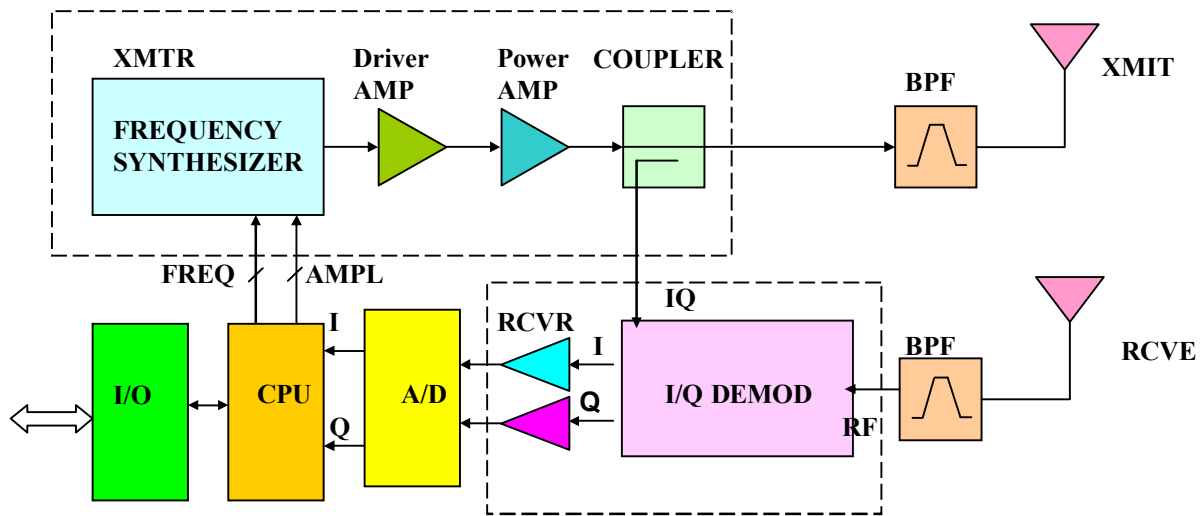 XMTR
Driver
AMP
Power
AMP
COUPLER
BPF
XMIT
FREQUENCY
SYNTHESIZER
FREQ
AMPL
IQ
RCVR
I
I
BPF
RCVE
I/O
CPU
A/D
I/Q DEMOD
Q
Q
RF